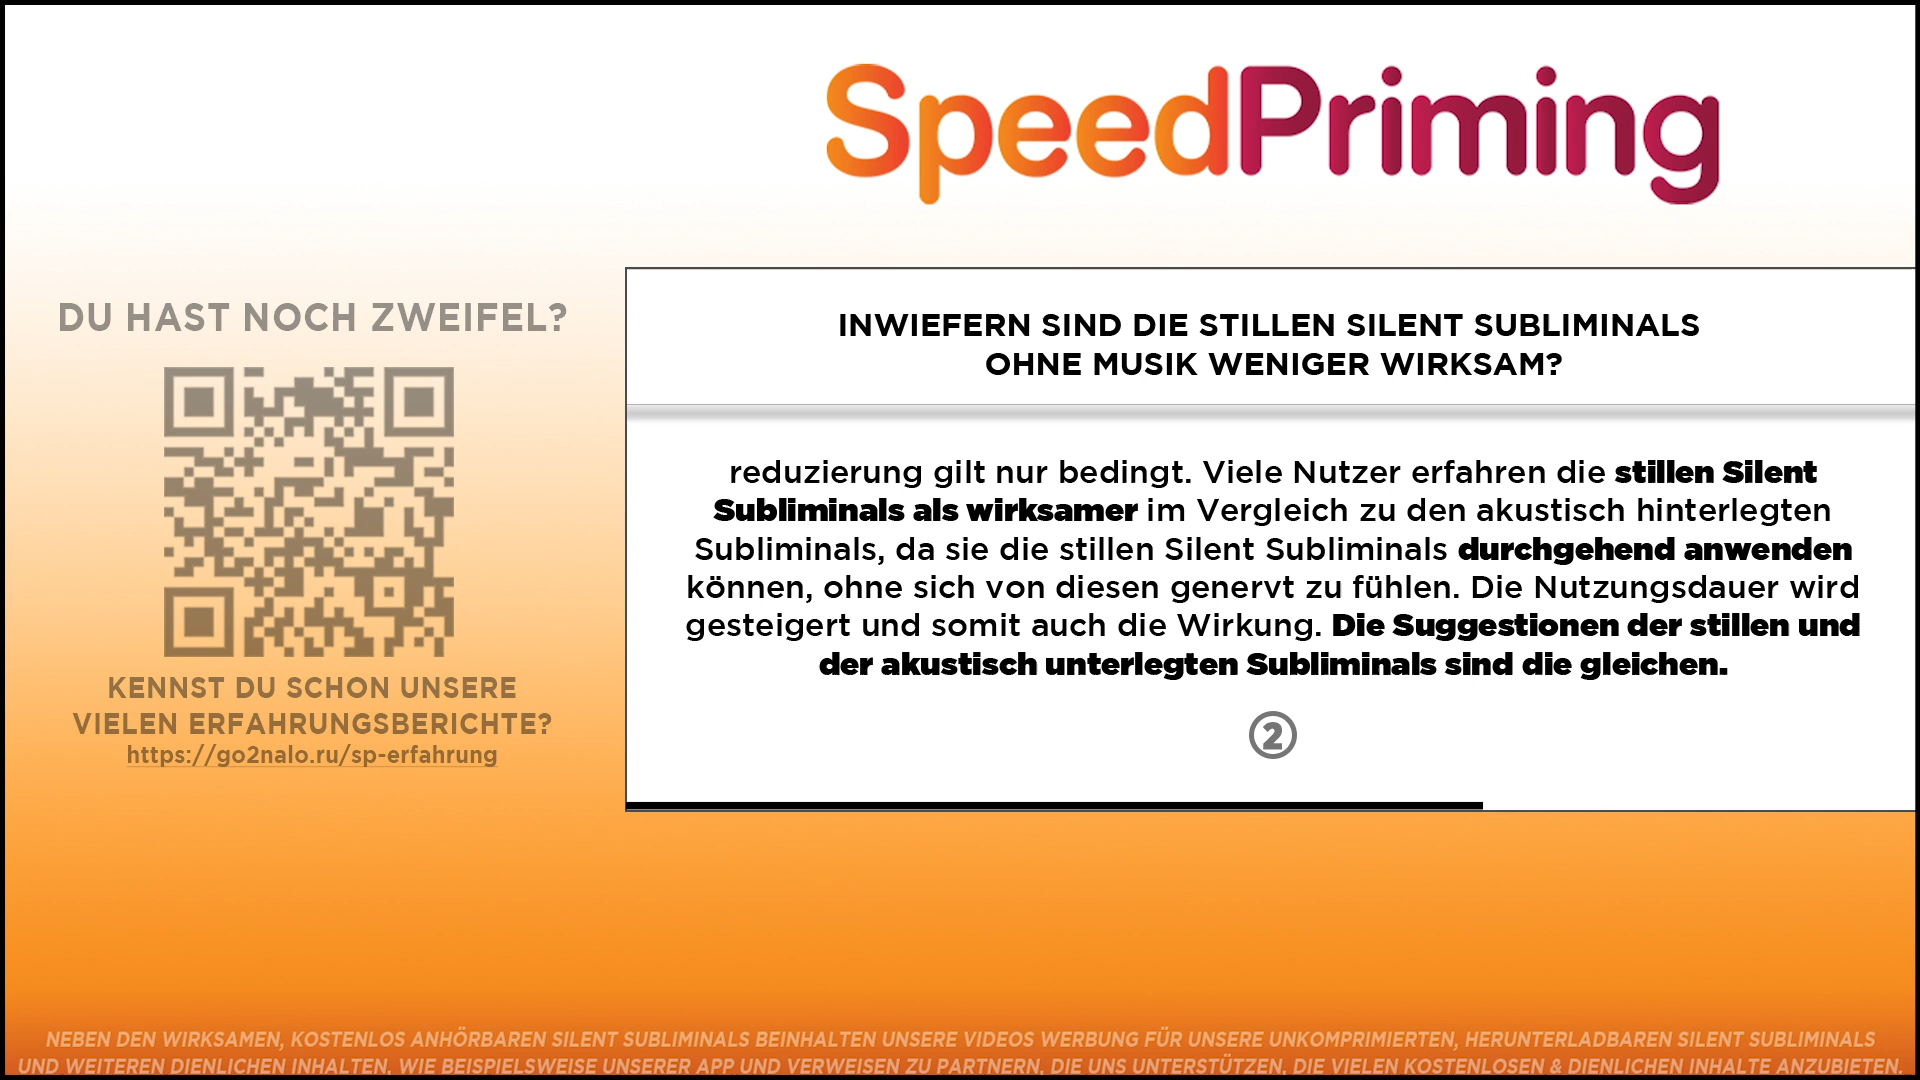 SpeedPriming
DU HAST NOCH ZWEIFEL?
KENNST DU SCHON UNSERE
VIELEN ERFAHRUNGSBERICHTE?
https://go2nalo.ru/sp-erfahrung
INWIEFERN SIND DIE STILLEN SILENT SUBLIMINALS
OHNE MUSIK WENIGER WIRKSAM?
reduzierung gilt nur bedingt. Viele Nutzer erfahren die stillen Silent
Subliminals als wirksamer im Vergleich zu den akustisch hinterlegten
Subliminals, da sie die stillen Silent Subliminals durchgehend anwenden
können, ohne sich von diesen genervt zu fühlen. Die Nutzungsdauer wird
gesteigert und somit auch die Wirkung. Die Suggestionen der stillen und
der akustisch unterlegten Subliminals sind die gleichen.
2
NEBEN DEN WIRKSAMEN, KOSTENLOS ANHÖRBAREN SILENT SUBLIMINALS BEINHALTEN UNSERE VIDEOS WERBUNG FÜR UNSERE UNKOMPRIMIERTEN, HERUNTERLADBAREN SILENT SUBLIMINALS
UND WEITEREN DIENLICHEN INHALTEN, WIE BEISPIELSWEISE UNSERER APP UND VERWEISEN ZU PARTNERN, DIE UNS UNTERSTÜTZEN, DIE VIELEN KOSTENLOSEN & DIENLICHEN INHALTE ANZUBIETEN.